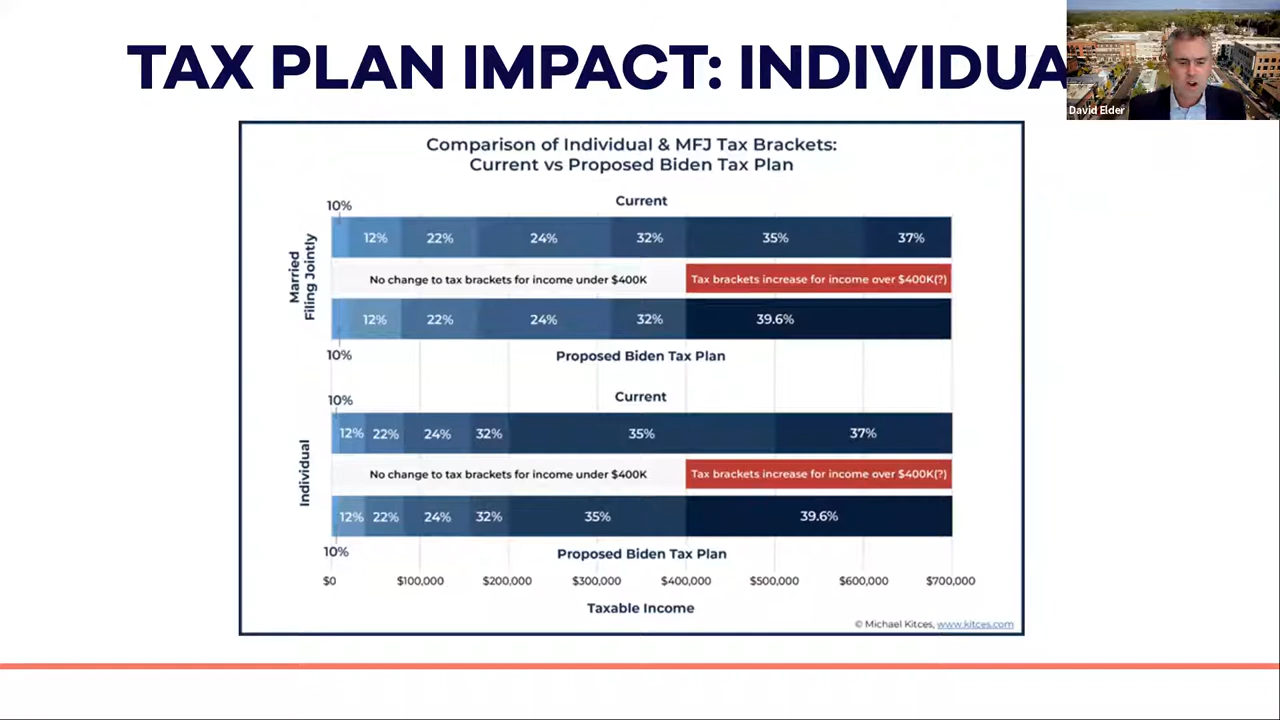 TAX PLAN IMPACT: INDIVIDUA
David Elder
Comparison of Individual & MFJ Tax Brackets:
Current vs Proposed Biden Tax Plan
Current
10%
12% 22% 24% 32% 35% 37%
Married
Filing Jointly
No change to tax brackets for income under $400K
Tax brackets increase for income over $400K(?)
12% 22% 24% 32% 39.6%
10%
Proposed Biden Tax Plan
Current
10%
12% 22% 24% 32% 35% 37%
Individual
No change to tax brackets for income under $400K
Tax brackets increase for income over $400K(?)
12% 22% 24% 32% 35% 39.6%
10%
Proposed Biden Tax Plan
$0 $100,000 $200,000 $300,000 $400,000 $500,000 $600,000 $700,000
Taxable Income
© Michael Kitces, www.kitces.com